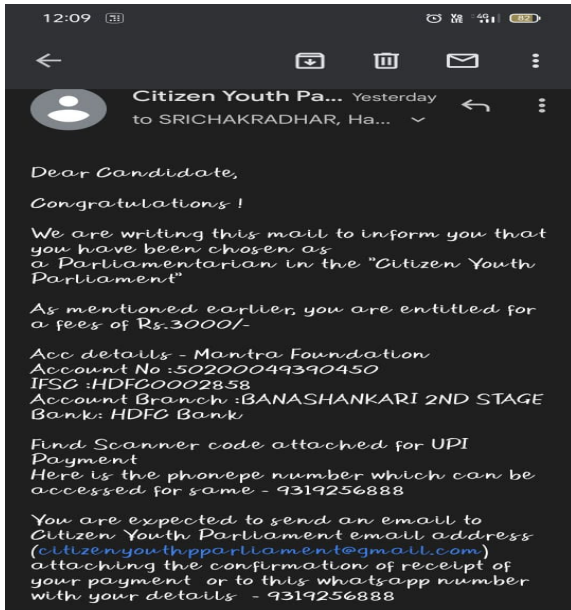 12:09
4G
82
Citizen Youth Pa... Yesterday
to SRICHAKRADHAR, Ha...
Dear Candidate,
Congratulations !
We are writing this mail to inform you that
you have been chosen as
a Parliamentarian in the "Citizen Youth
Parliament"
As mentioned earlier, you are entitled for
a fees of Rs.3000/-
Acc details - Mantra Foundation
Account No :50200049390450
IFSC :HDFC0002858
Account Branch :BANASHANKARI 2ND STAGE
Bank: HDFC Bank
Find Scanner code attached for UPI
Payment
Here is the phonepe number which can be
accessed for same - 9319256888
You are expected to send an email to
Citizen Youth Parliament email address
(citizenyouthpparliament@gmail.com)
attaching the confirmation of receipt of
your payment or to this whatsapp number
with your details - 9319256888